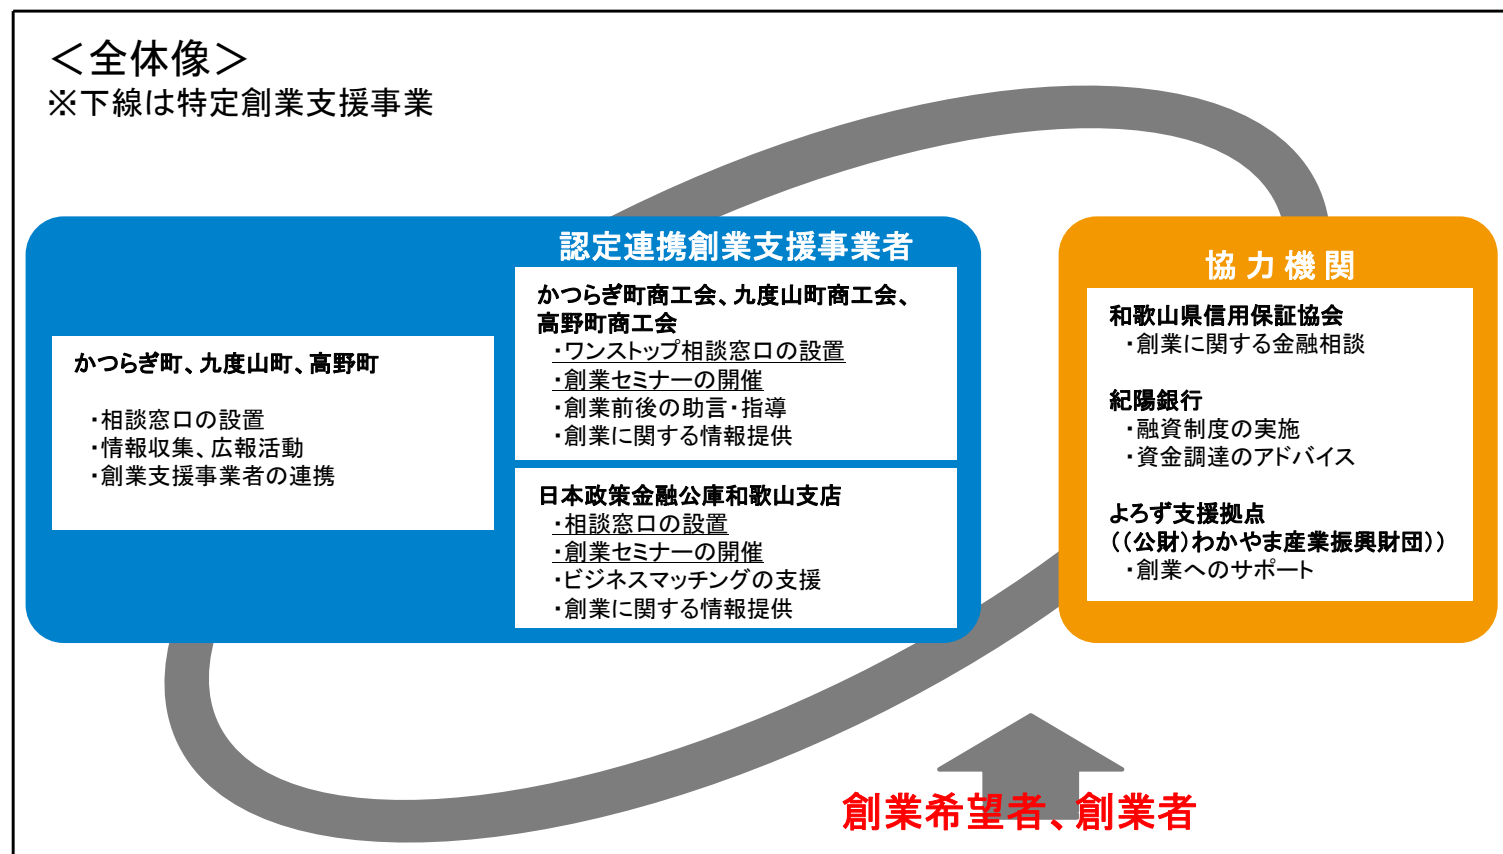 ＜全体像＞
※下線は特定創業支援事業
かつらぎ町、九度山町、高野町
・相談窓口の設置
・情報収集、広報活動
・創業支援事業者の連携
認定連携創業支援事業者
かつらぎ町商工会、九度山町商工会、
高野町商工会
・ワンストップ相談窓口の設置
・創業セミナーの開催
・創業前後の助言・指導
・創業に関する情報提供
日本政策金融公庫和歌山支店
・相談窓口の設置
・創業セミナーの開催
・ビジネスマッチングの支援
・創業に関する情報提供
協力機関
和歌山県信用保証協会
・創業に関する金融相談
紀陽銀行
・融資制度の実施
・資金調達のアドバイス
よろず支援拠点
（（公財）わかやま産業振興財団））
・創業へのサポート
創業希望者、創業者